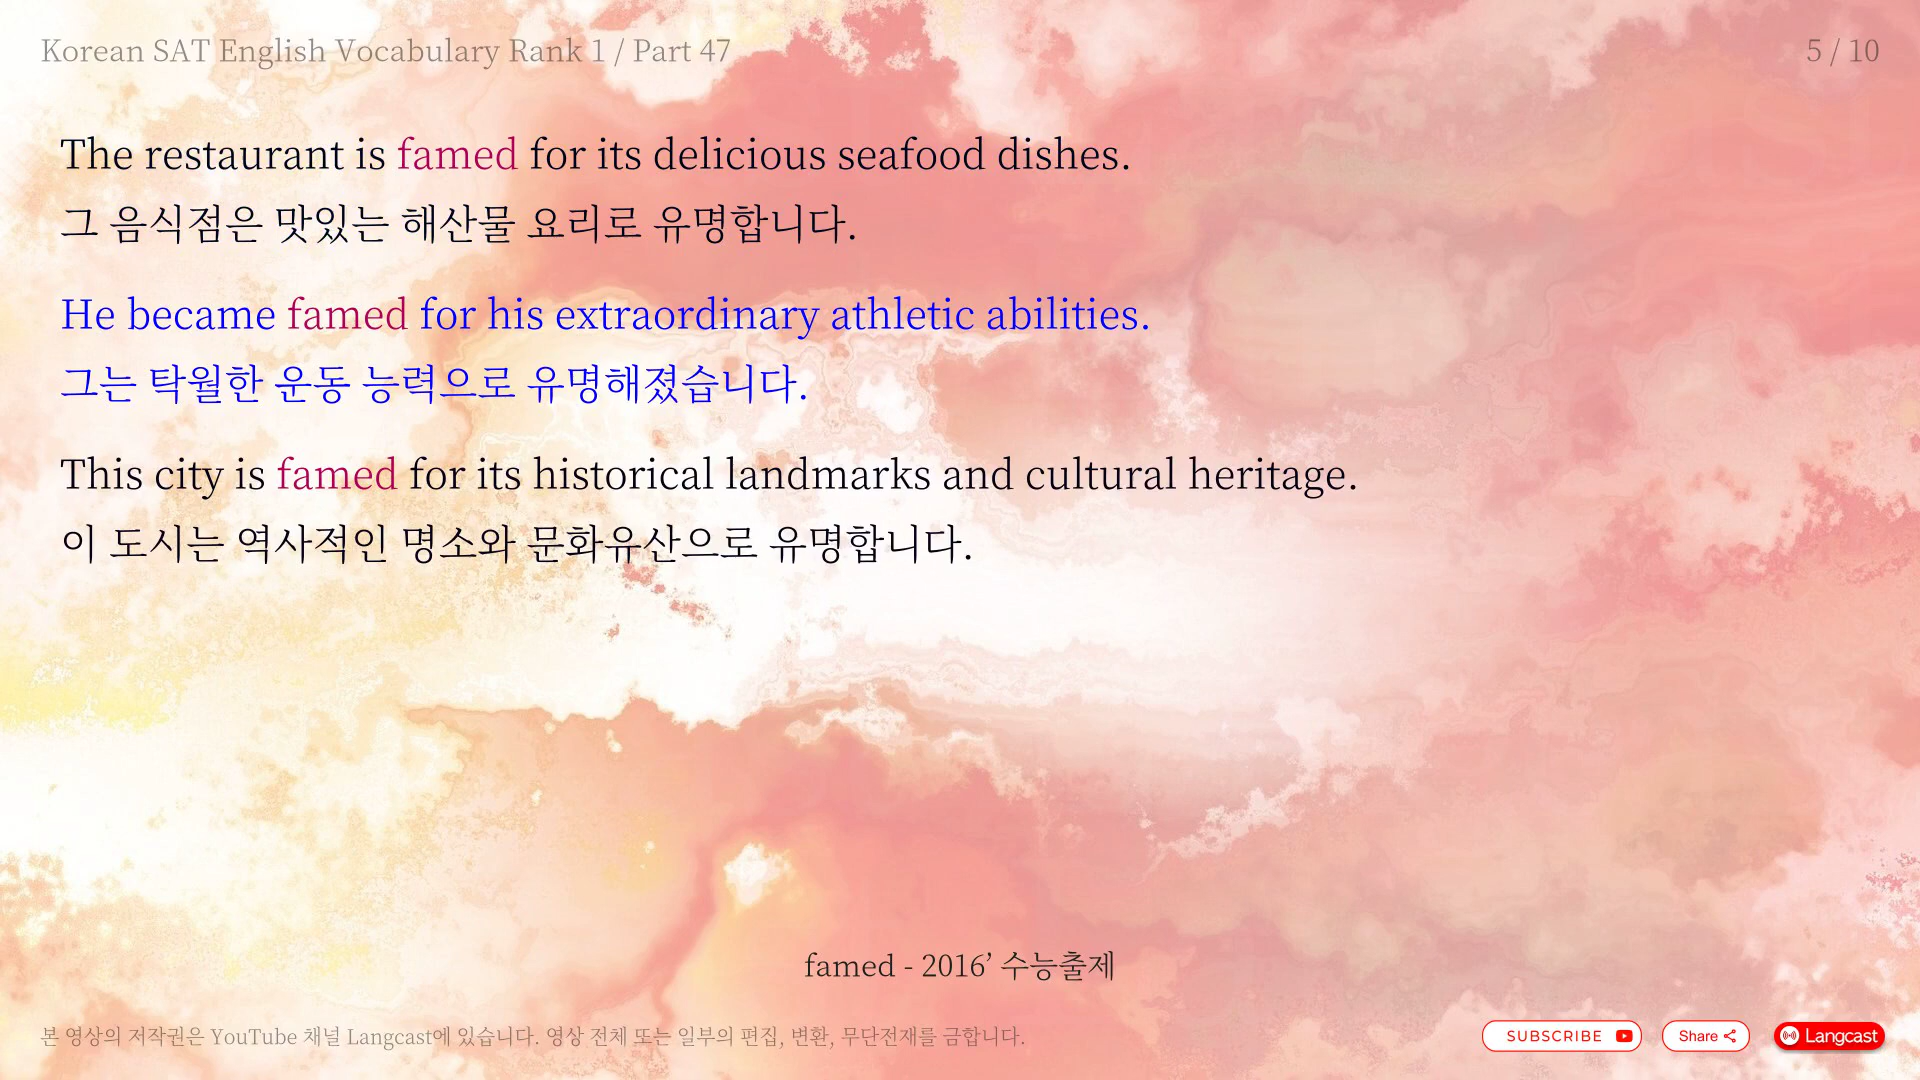 Korean SAT English Vocabulary Rank 1 / Part 47
5 / 10
The restaurant is famed for its delicious seafood dishes.
그 음식점은 맛있는 해산물 요리로 유명합니다.
He became famed for his extraordinary athletic abilities.
그는 탁월한 운동 능력으로 유명해졌습니다.
This city is famed for its historical landmarks and cultural heritage.
이 도시는 역사적인 명소와 문화유산으로 유명합니다.
famed - 2016’ 수능출제
본 영상의 저작권은 YouTube 채널 Langcast에 있습니다. 영상 전체 또는 일부의 편집, 변환, 무단전재를 금합니다.
SUBSCRIBE
Share
Langcast